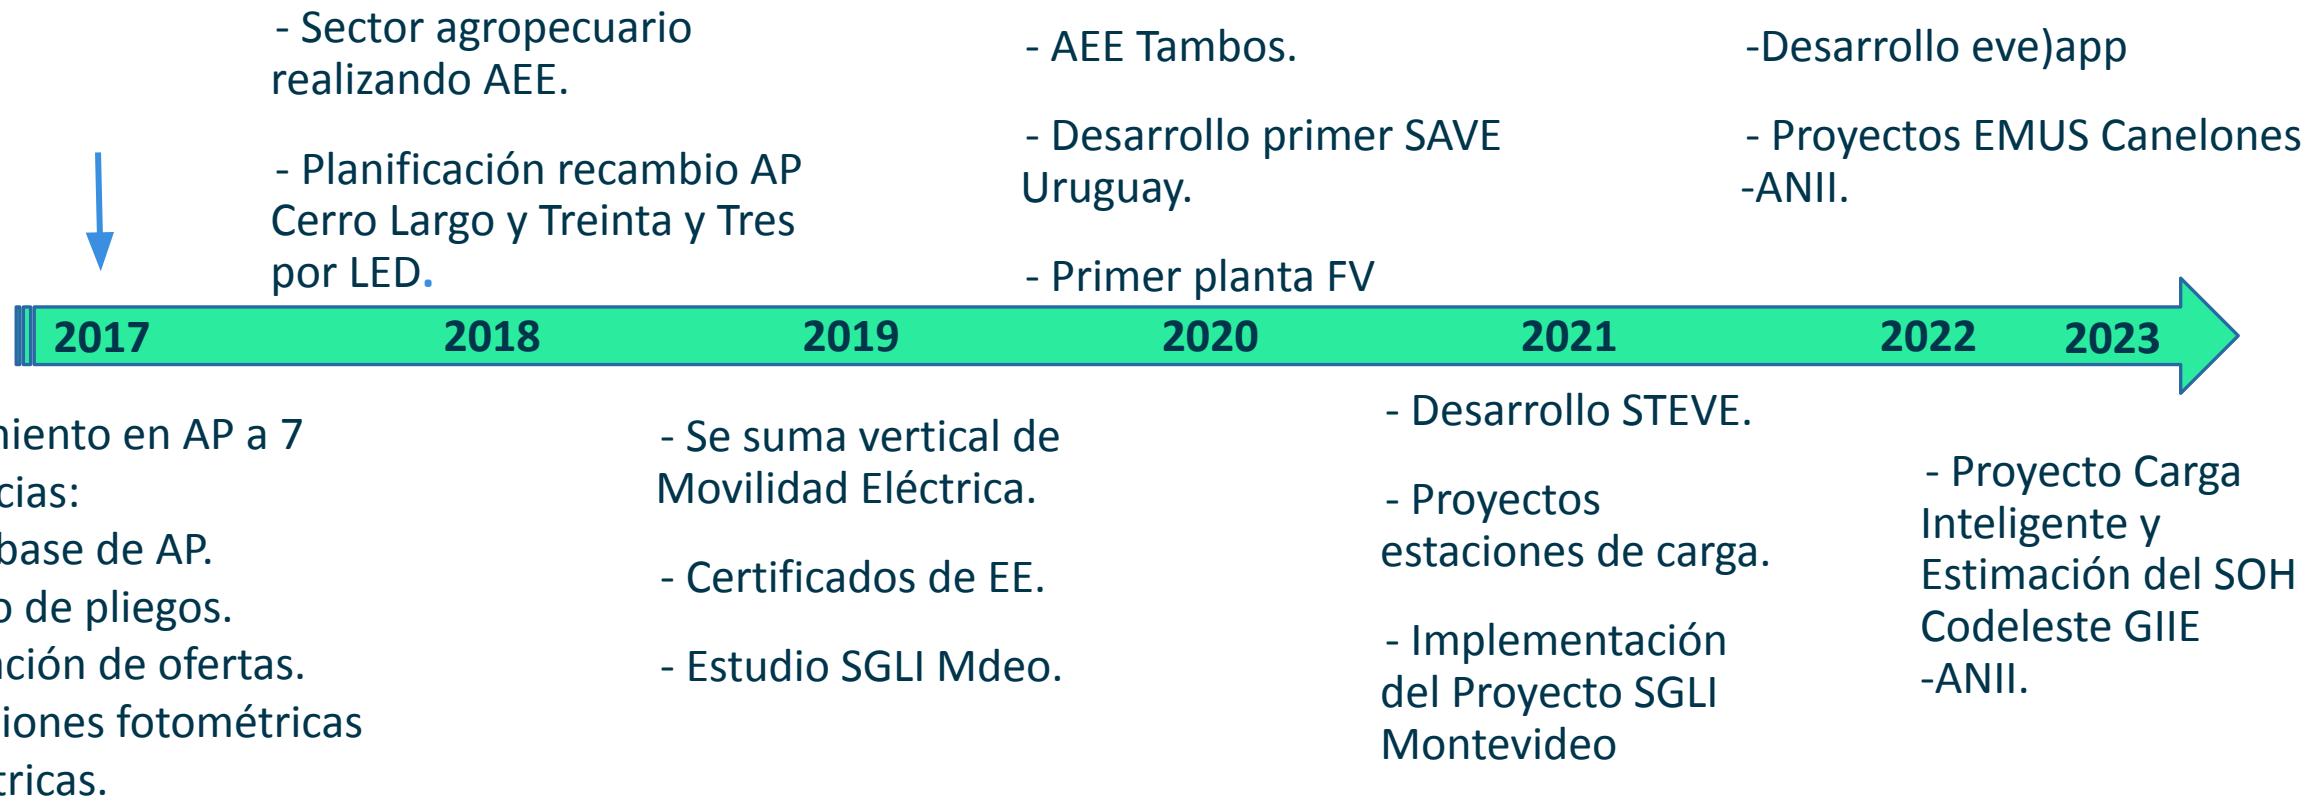 - Sector agropecuario
realizando AEE.
- Planificación recambio AP
Cerro Largo y Treinta y Tres
por LED.
- AEE Tambos.
- Desarrollo primer SAVE
Uruguay.
- Primer planta FV
-Desarrollo eve)app
- Proyectos EMUS Canelones
-ANII.
2017 2018 2019 2020 2021 2022 2023
en AP a 7
base de AP.
de pliegos.
de ofertas.
fotométricas
- Se suma vertical de
Movilidad Eléctrica.
- Certificados de EE.
- Estudio SGLI Mdeo.
- Desarrollo STEVE.
- Proyectos
estaciones de carga.
- Implementación
del Proyecto SGLI
Montevideo
- Proyecto Carga
Inteligente y
Estimación del SOH
Codeleste GIIE
-ANII.